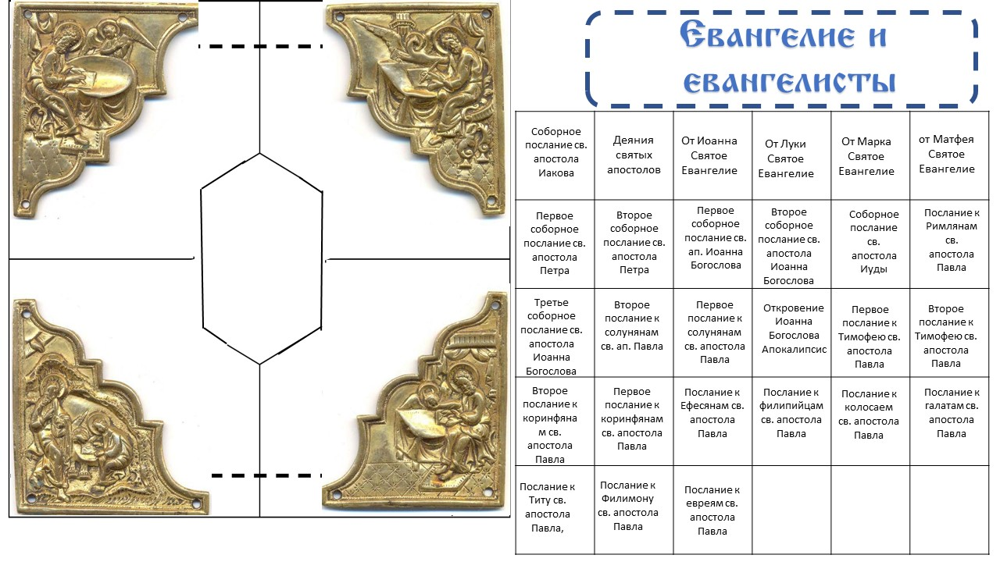 Евангелие и
евангелисты
Соборное
послание св.
апостола
Иакова
Деяния
святых
апостолов
От Иоанна
Святое
Евангелие
От Луки
Святое
Евангелие
От Марка
Святое
Евангелие
от Матфея
Святое
Евангелие
Первое
соборное
послание св.
апостола
Петра
Второе
соборное
послание св.
апостола
Петра
Первое
соборное
послание св.
ап. Иоанна
Богослова
Второе
соборное
послание св.
апостола
Иоанна
Богослова
Соборное
послание
св.
апостола
Иуды
Послание к
Римлянам
св.
апостола
Павла
Третье
соборное
послание св.
апостола
Иоанна
Богослова
Второе
послание к
солунянам
св. ап. Павла
Первое
послание к
солунянам
св. апостола
Павла
Откровение
Иоанна
Богослова
Апокалипсис
Первое
послание к
Тимофею св.
апостола
Павла
Второе
послание к
Тимофею св.
апостола
Павла
Второе
послание к
коринфяна
м св.
апостола
Павла
Первое
послание к
коринфянам
св. апостола
Павла
Послание к
Ефесянам св.
апостола
Павла
Послание к
филипийцам
св. апостола
Павла
Послание к
колосаем
св. апостола
Павла
Послание к
галатам св.
апостола
Павла
Послание к
Титу св.
апостола
Павла,
Послание к
Филимону
св. апостола
Павла
Послание к
евреям св.
апостола
Павла